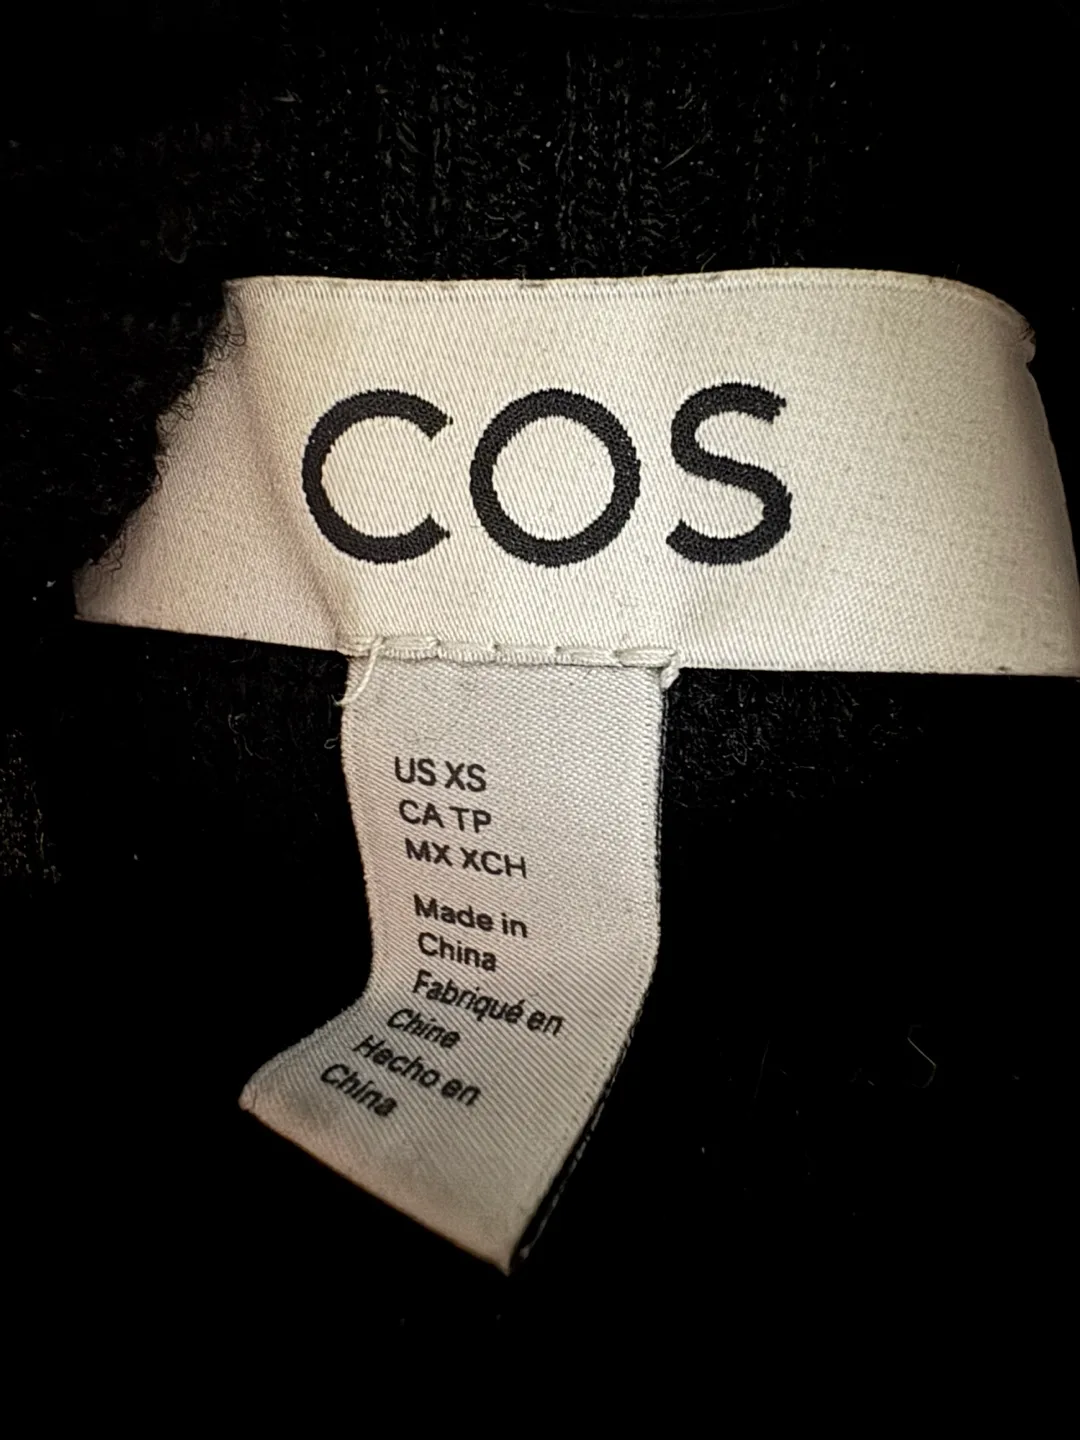 COS
US XS
CA TP
MX XCH
Made in
China
Fabriqué en
Chine
Hecho en
China